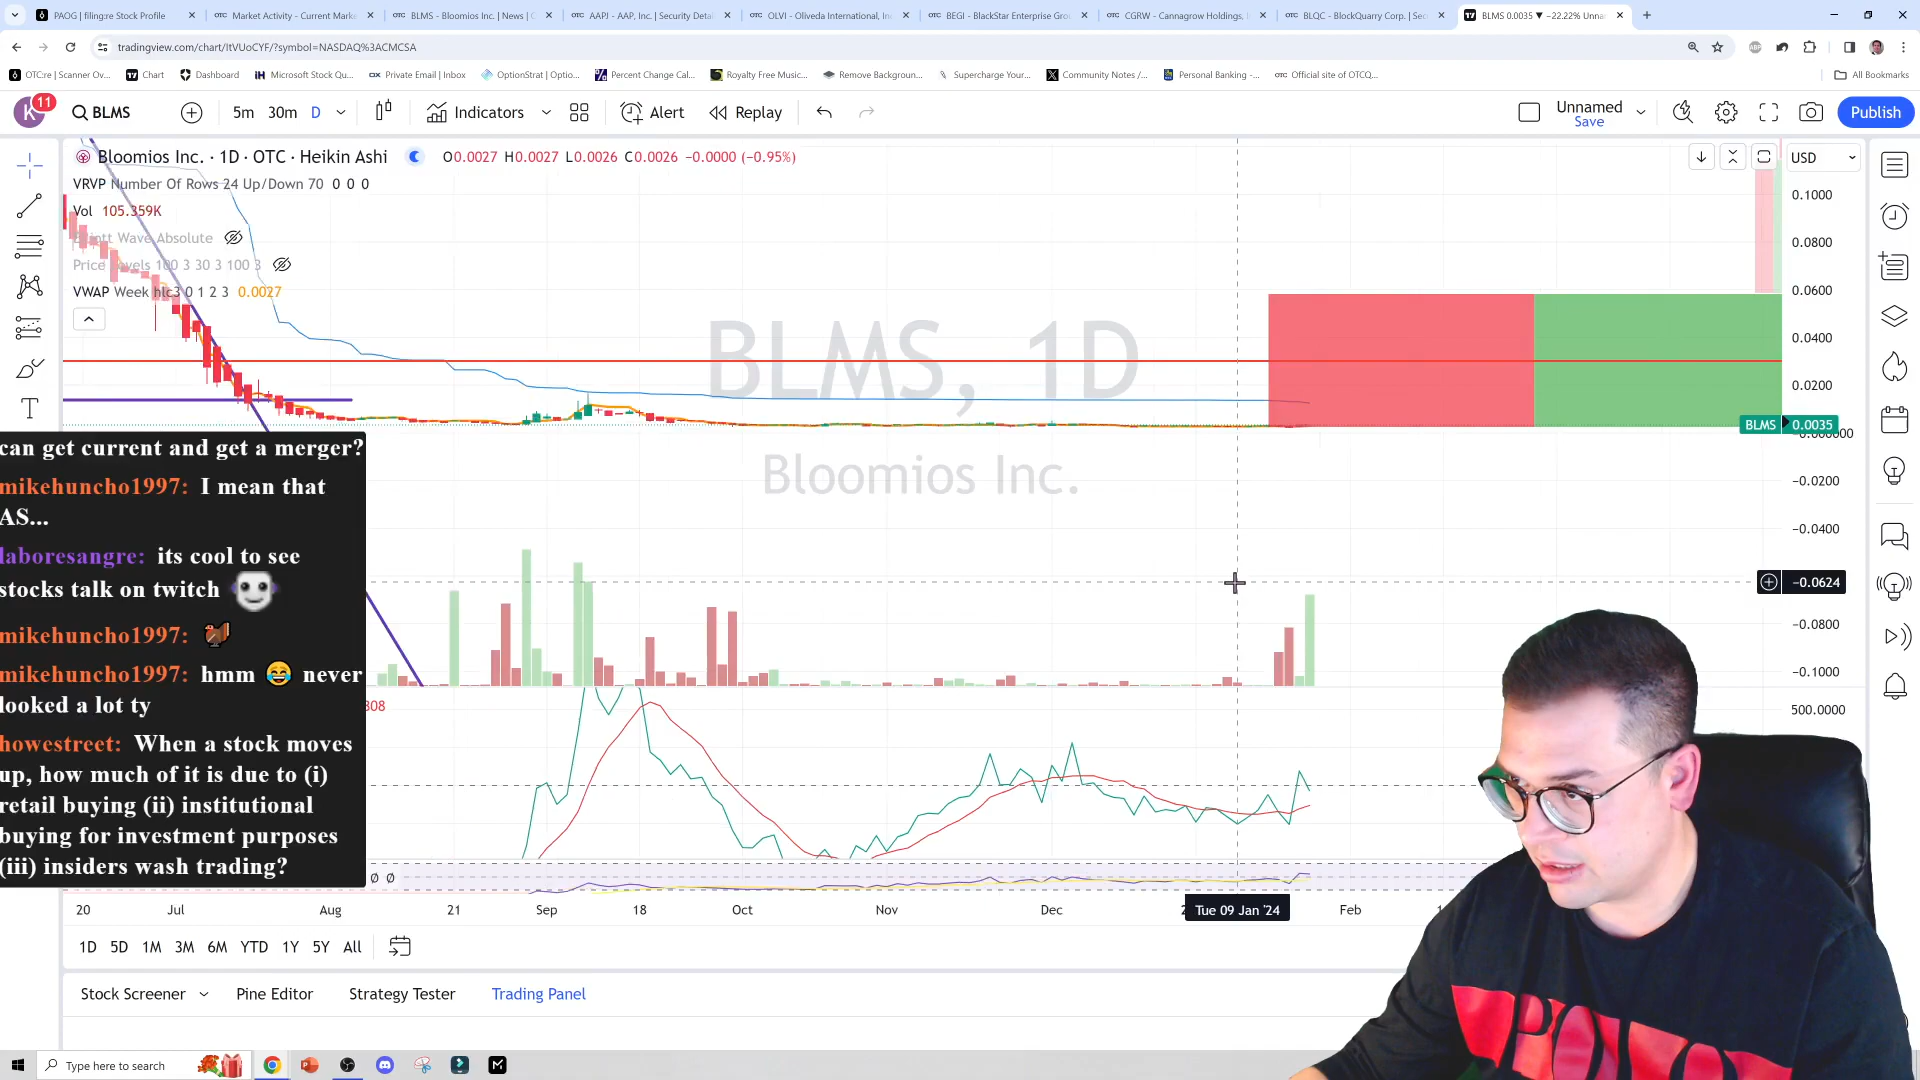 PAOG | filing:re Stock Profile
Market Activity - Current Mark
BLMS - Bloomios Inc. | News |
AAPJ - AAP, Inc. | Security Deta
OLVI - Oliveda International, In
BEGI - BlackStar Enterprise Gro
CGRW - Cannagrow Holdings,
BLQC - BlockQuarry Corp. | Sec
BLMS 0.0035 ▼ −22.22% Unna
tradingview.com/chart/ItVUoCYF/?symbol=NASDAQ%3ACMCSA
OTC:re | Scanner Ov...
Chart
Dashboard
Microsoft Stock Qu...
Private Email | Inbox
OptionStrat | Optio...
Percent Change Cal...
Royalty Free Music...
Remove Backgroun...
Supercharge Your...
Community Notes /...
Personal Banking -...
Official site of OTCQ...
All Bookmarks
K 11
BLMS
5m 30m D
Indicators
Alert
Replay
Unnamed
Save
Publish
Bloomios Inc. · 1D · OTC · Heikin Ashi
O0.0027 H0.0027 L0.0026 C0.0026 −0.0000 (−0.95%)
USD
VRVP Number Of Rows 24 Up/Down 70 0 0 0
Vol 105.359K
Elliott Wave Absolute
Price Levels 100 3 30 3 100 3
VWAP Week hlc3 0 1 2 3 0.0027
BLMS, 1D
Bloomios Inc.
0.1000
0.0800
0.0600
0.0400
0.0200
BLMS 0.0035
−0.0200
−0.0400
−0.0624
−0.0800
−0.1000
500.0000
can get current and get a merger?
mikehuncho1997: I mean that
AS...
laboresangre: its cool to see
stocks talk on twitch
mikehuncho1997: 🦃
mikehuncho1997: hmm 😂 never
looked a lot ty
howestreet: When a stock moves
up, how much of it is due to (i)
retail buying (ii) institutional
buying for investment purposes
(iii) insiders wash trading?
308
Ø Ø
20 Jul Aug 21 Sep 18 Oct Nov Dec Tue 09 Jan '24 Feb
1D 5D 1M 3M 6M YTD 1Y 5Y All
Stock Screener
Pine Editor
Strategy Tester
Trading Panel
Type here to search